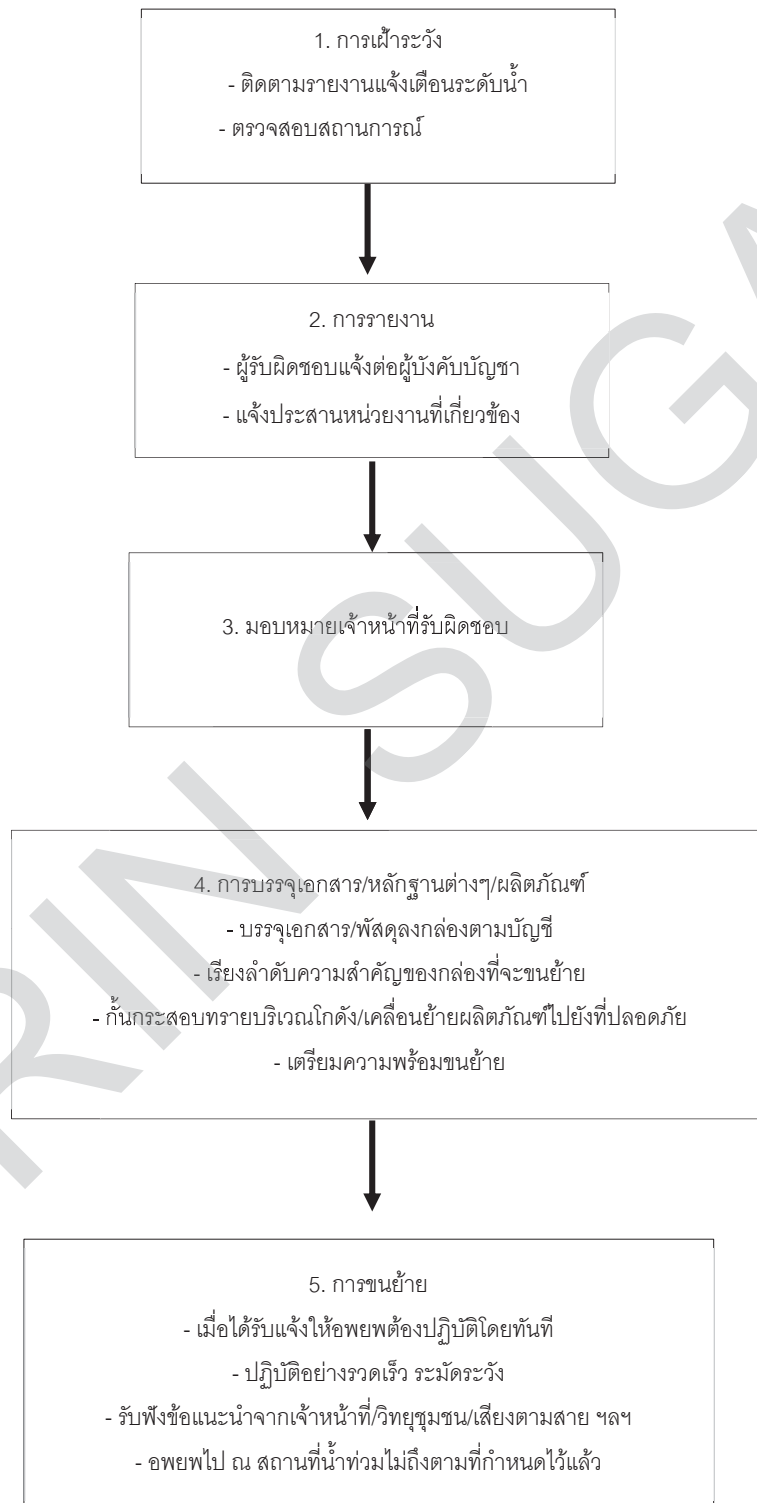 1. การเฝ้าระวัง
- ติดตามรายงานแจ้งเตือนระดับน้ำ
- ตรวจสอบสถานการณ์
2. การรายงาน
- ผู้รับผิดชอบแจ้งต่อผู้บังคับบัญชา
- แจ้งประสานหน่วยงานที่เกี่ยวข้อง
3. มอบหมายเจ้าหน้าที่รับผิดชอบ
4. การบรรจุเอกสาร/หลักฐานต่างๆ/ผลิตภัณฑ์
- บรรจุเอกสาร/พัสดุลงกล่องตามบัญชี
- เรียงลำดับความสำคัญของกล่องที่จะขนย้าย
- กั้นกระสอบทรายบริเวณโกดัง/เคลื่อนย้ายผลิตภัณฑ์ไปยังที่ปลอดภัย
- เตรียมความพร้อมขนย้าย
5. การขนย้าย
- เมื่อได้รับแจ้งให้อพยพต้องปฏิบัติโดยทันที
- ปฏิบัติอย่างรวดเร็ว ระมัดระวัง
- รับฟังข้อแนะนำจากเจ้าหน้าที่/วิทยุชุมชน/เสียงตามสาย ฯลฯ
- อพยพไป ณ สถานที่น้ำท่วมไม่ถึงตามที่กำหนดไว้แล้ว
RIN SUGA